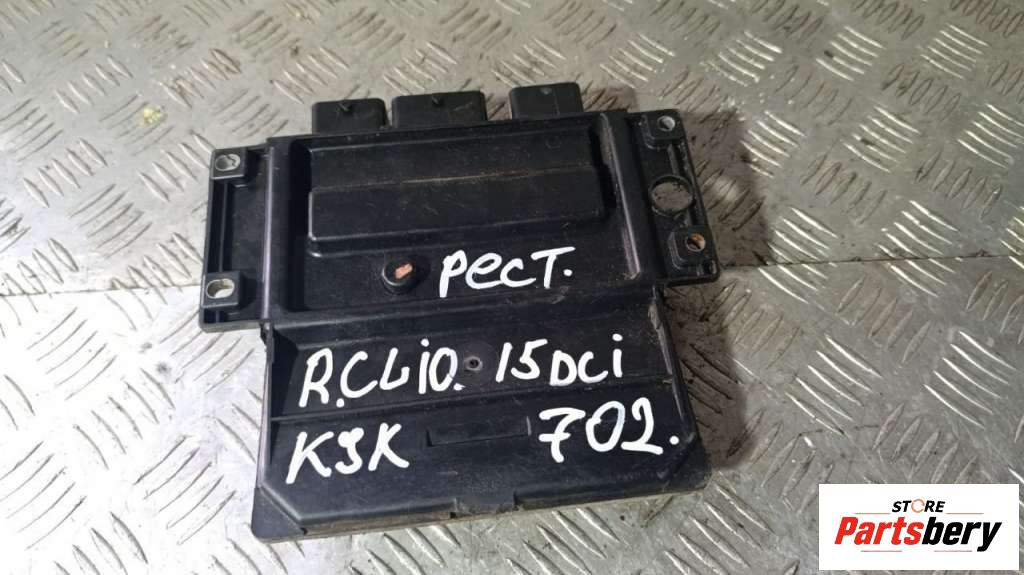 рест.
R.CLiO. 15DCi
K9K 702.
STORE
Partsbery